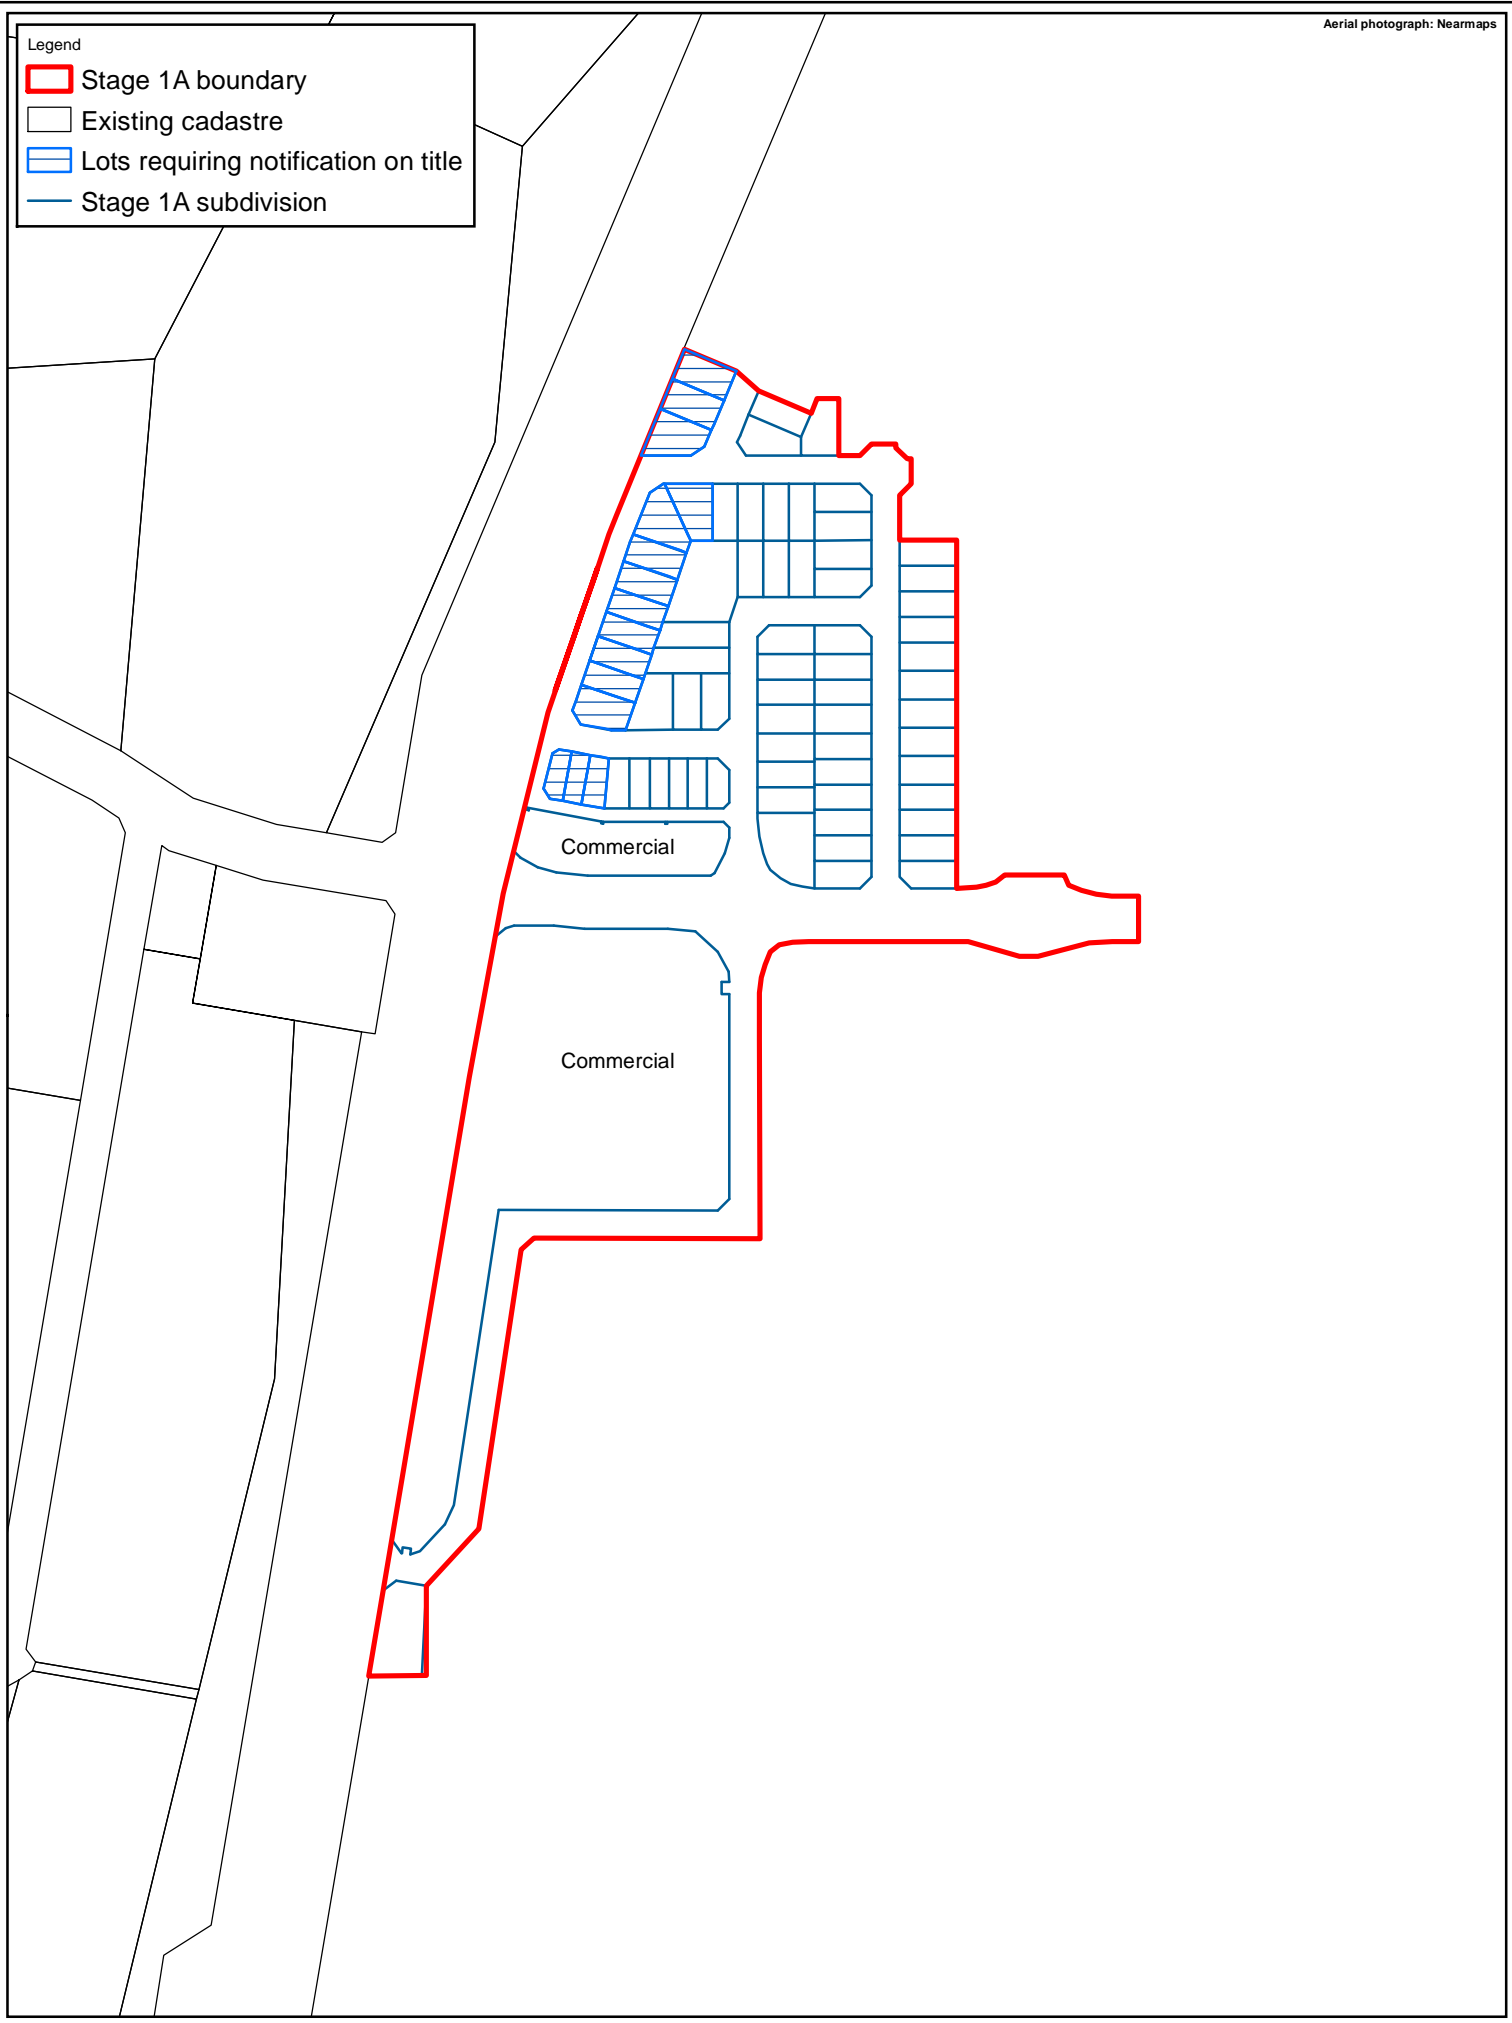 Aerial photograph: Nearmaps
Legend
Stage 1A boundary
Existing cadastre
Lots requiring notification on title
Stage 1A subdivision
Commercial
Commercial